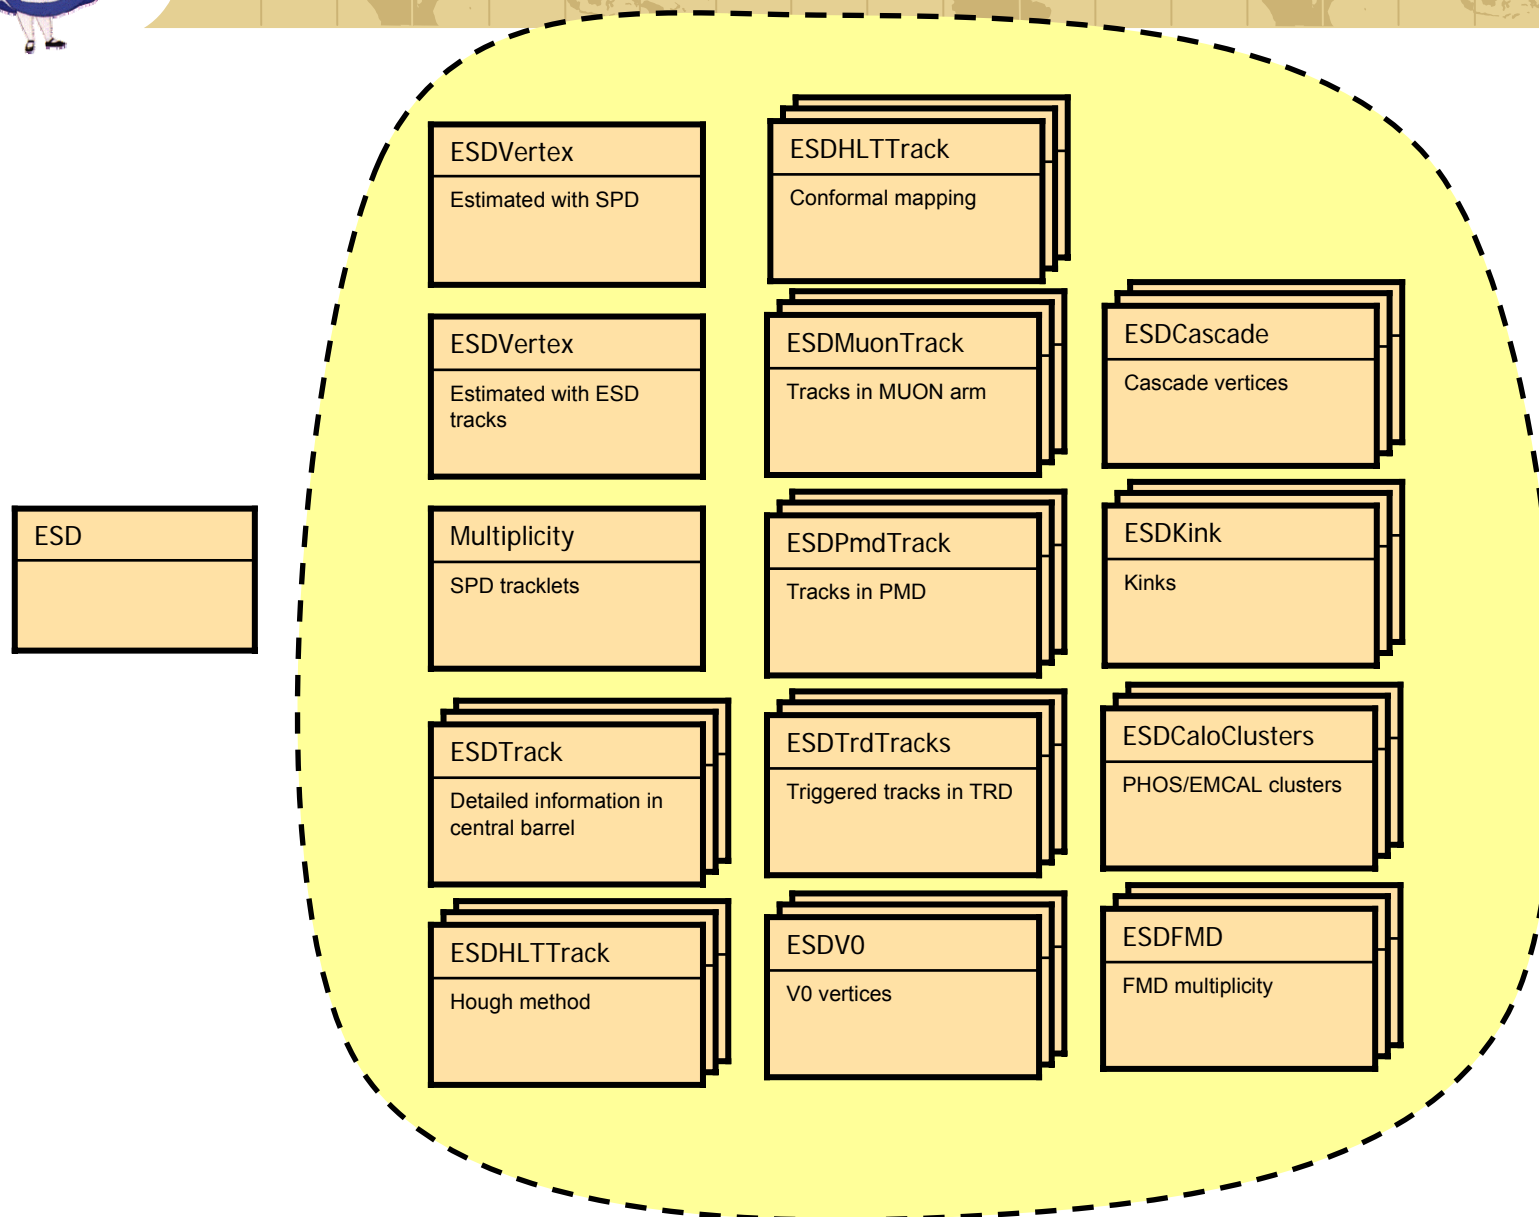 ESD
ESDVertex
Estimated with SPD
ESDVertex
Estimated with ESD
tracks
Multiplicity
SPD tracklets
ESDTrack
Detailed information in
central barrel
ESDHLTTrack
Hough method
ESDHLTTrack
Conformal mapping
ESDMuonTrack
Tracks in MUON arm
ESDPmdTrack
Tracks in PMD
ESDTrdTracks
Triggered tracks in TRD
ESDV0
V0 vertices
ESDCascade
Cascade vertices
ESDKink
Kinks
ESDCaloClusters
PHOS/EMCAL clusters
ESDFMD
FMD multiplicity